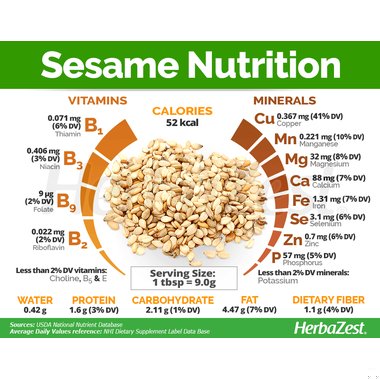 Sesame Nutrition
VITAMINS
0.071 mg
(6% DV)
Thiamin
B1
0.406 mg
(3% DV)
Niacin
B3
9 µg
(2% DV)
Folate
B9
0.022 mg
(2% DV)
Riboflavin
B2
Less than 2% DV vitamins:
Choline, B5 & E
CALORIES
52 kcal
Serving Size:
1 tbsp = 9.0g
MINERALS
Cu 0.367 mg (41% DV)
Copper
Mn 0.221 mg (10% DV)
Manganese
Mg 32 mg (8% DV)
Magnesium
Ca 88 mg (7% DV)
Calcium
Fe 1.31 mg (7% DV)
Iron
Se 3.1 mg (6% DV)
Selenium
Zn 0.7 mg (6% DV)
Zinc
P 57 mg (5% DV)
Phosphorus
Less than 2% DV minerals:
Potassium
WATER
0.42 g
PROTEIN
1.6 g (3% DV)
CARBOHYDRATE
2.11 g (1% DV)
FAT
4.47 g (7% DV)
DIETARY FIBER
1.1 g (4% DV)
Sources: USDA National Nutrient Database
Average Daily Values reference: NHI Dietary Supplement Label Data Base
HerbaZest.